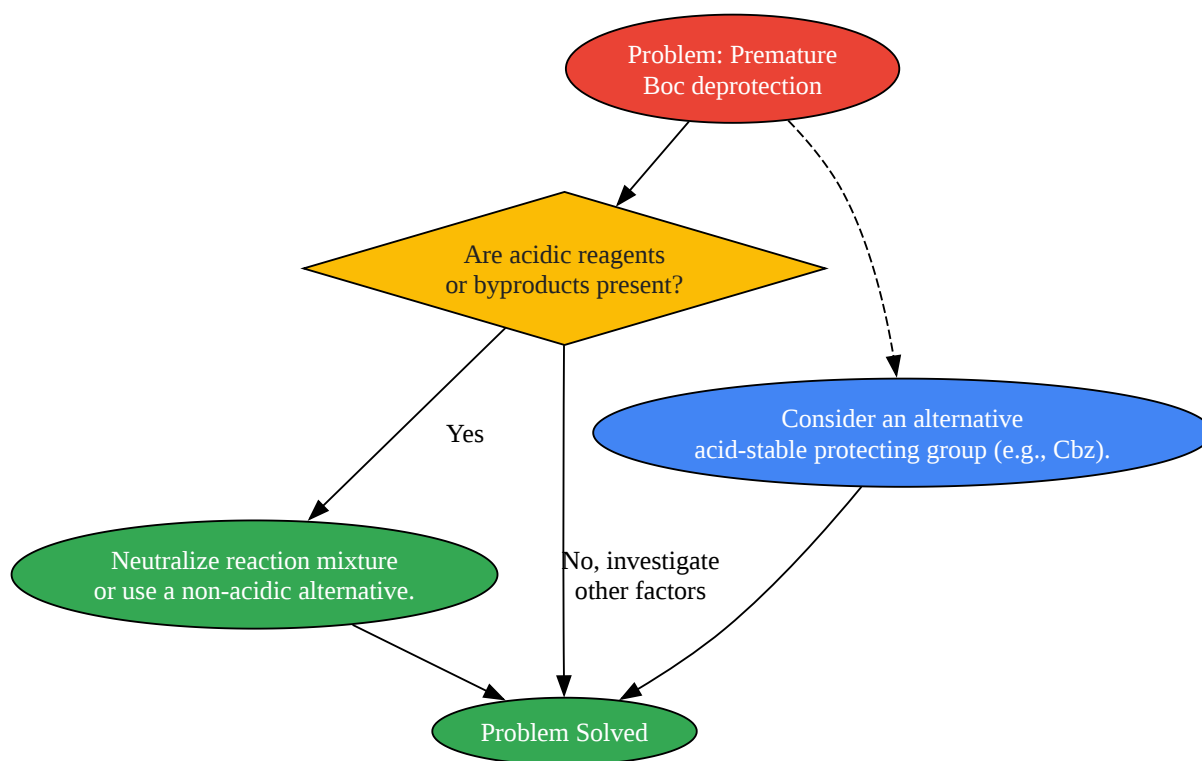 Problem: Premature
Boc deprotection
Are acidic reagents
or byproducts present?
Yes
Consider an alternative
acid-stable protecting group (e.g., Cbz).
No, investigate
other factors
Neutralize reaction mixture
or use a non-acidic alternative.
Problem Solved